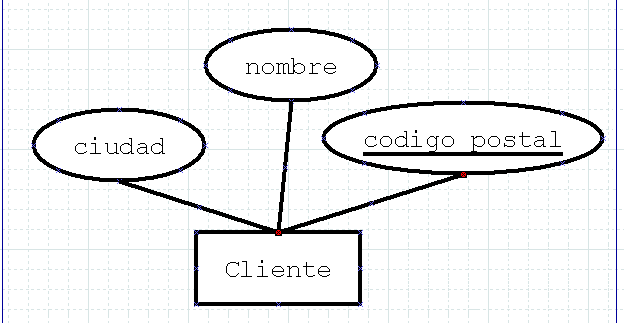 nombre
ciudad
codigo postal
Cliente